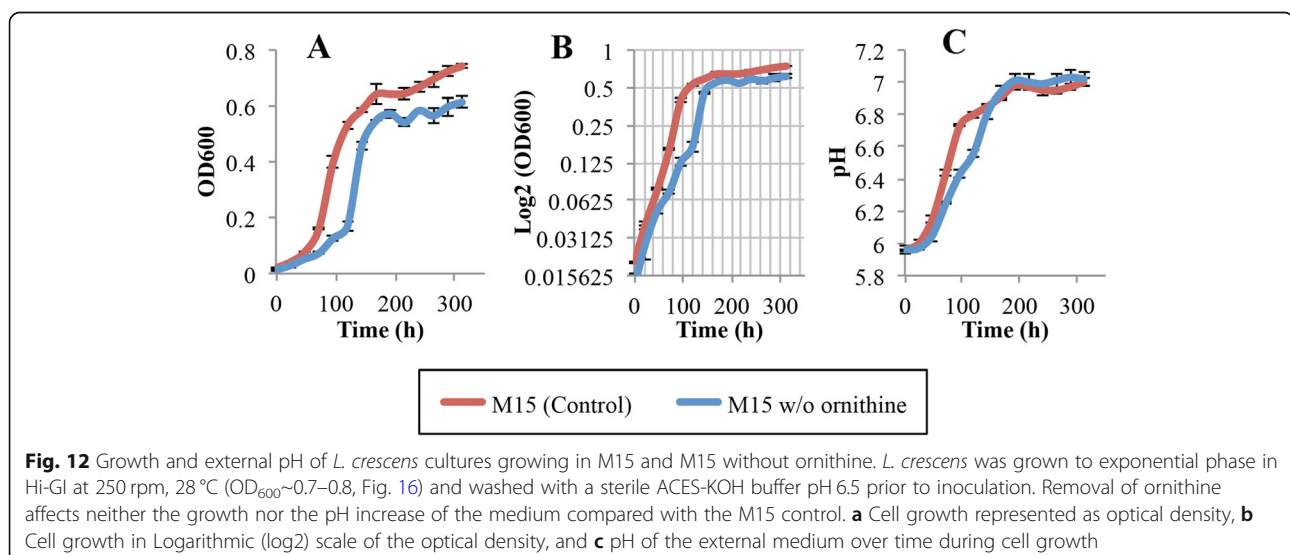 A
0.8
0.6
0.4
0.2
0
OD600
0 100 200 300
Time (h)
B
1
0.5
0.25
0.125
0.0625
0.03125
0.015625
Log2 (OD600)
0 100 200 300
Time (h)
C
7.2
7
6.8
6.6
6.4
6.2
6
5.8
pH
0 100 200 300
Time (h)
M15 (Control) M15 w/o ornithine
Fig. 12 Growth and external pH of L. crescens cultures growing in M15 and M15 without ornithine. L. crescens was grown to exponential phase in
Hi-GI at 250 rpm, 28 °C (OD600~0.7–0.8, Fig. 16) and washed with a sterile ACES-KOH buffer pH 6.5 prior to inoculation. Removal of ornithine
affects neither the growth nor the pH increase of the medium compared with the M15 control. a Cell growth represented as optical density, b
Cell growth in Logarithmic (log2) scale of the optical density, and c pH of the external medium over time during cell growth